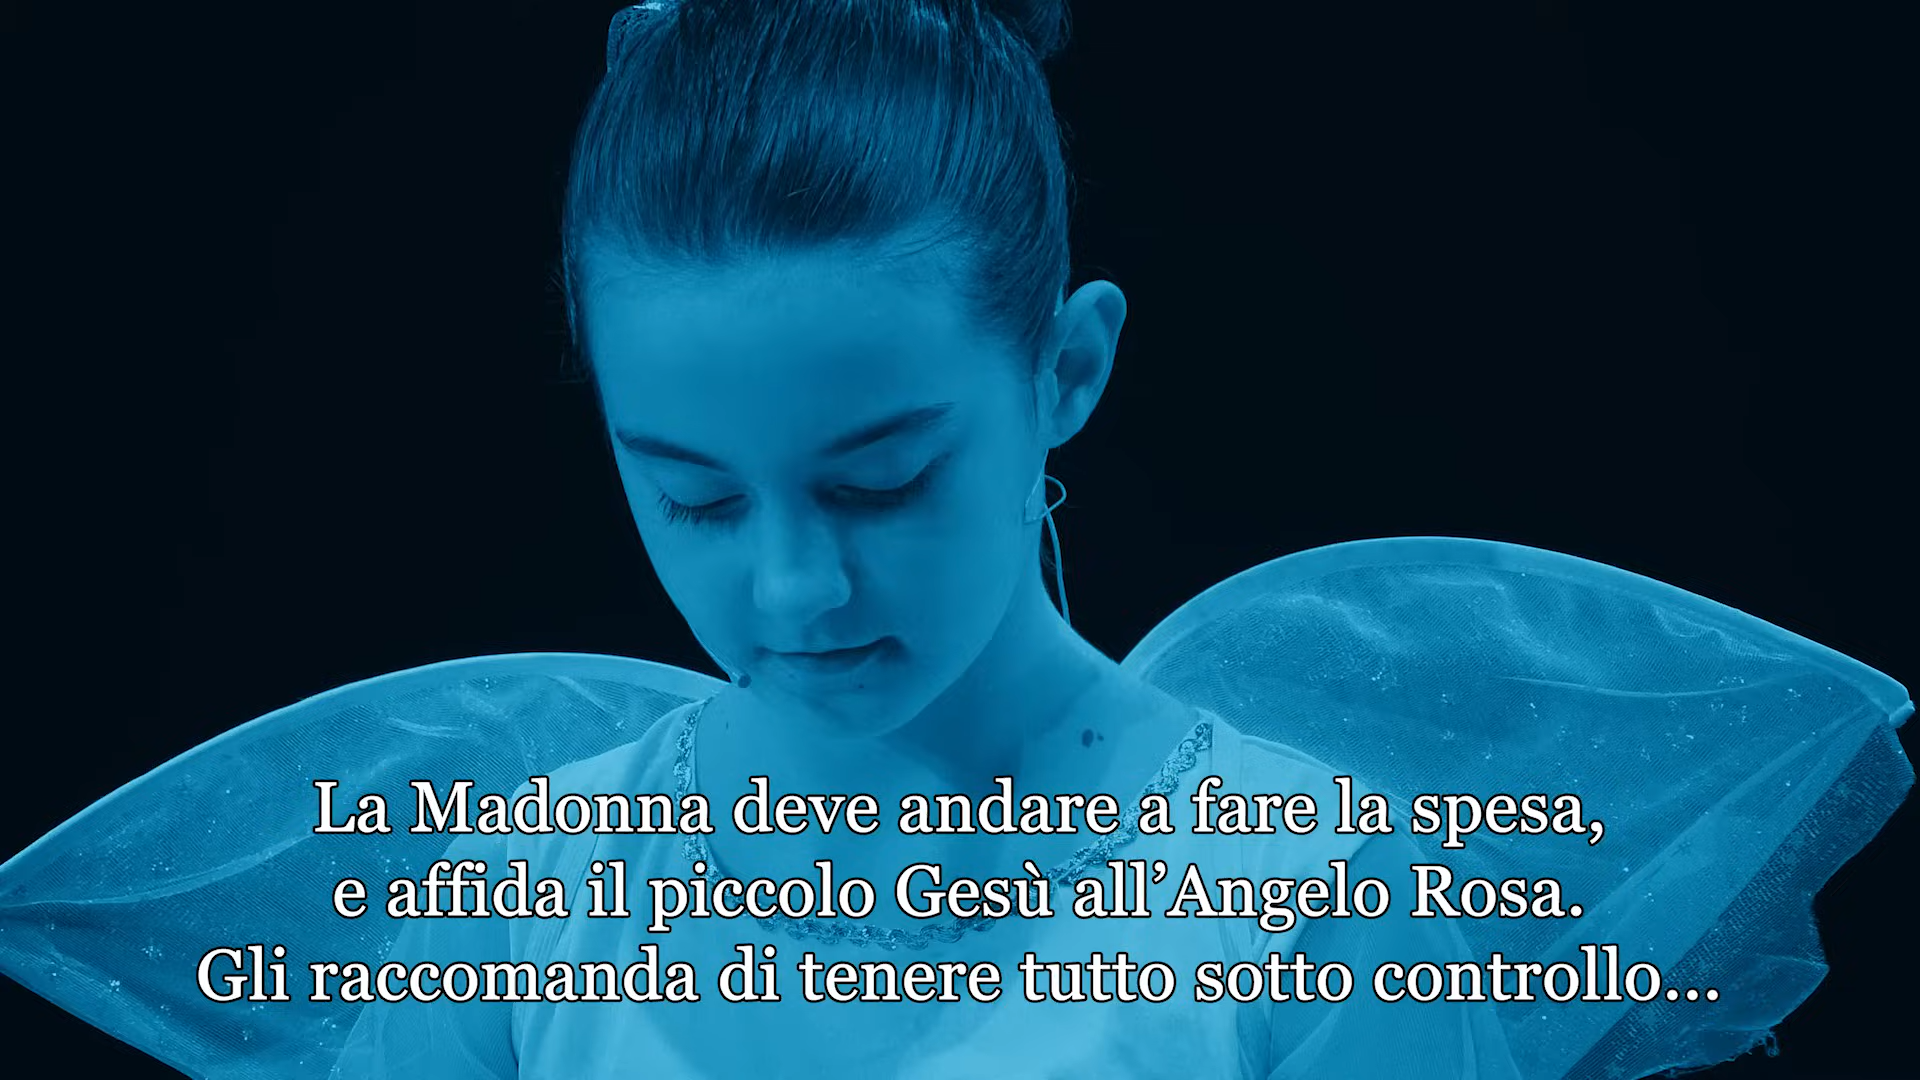 La Madonna deve andare a fare la spesa,
e affida il piccolo Gesù all’Angelo Rosa.
Gli raccomanda di tenere tutto sotto controllo...